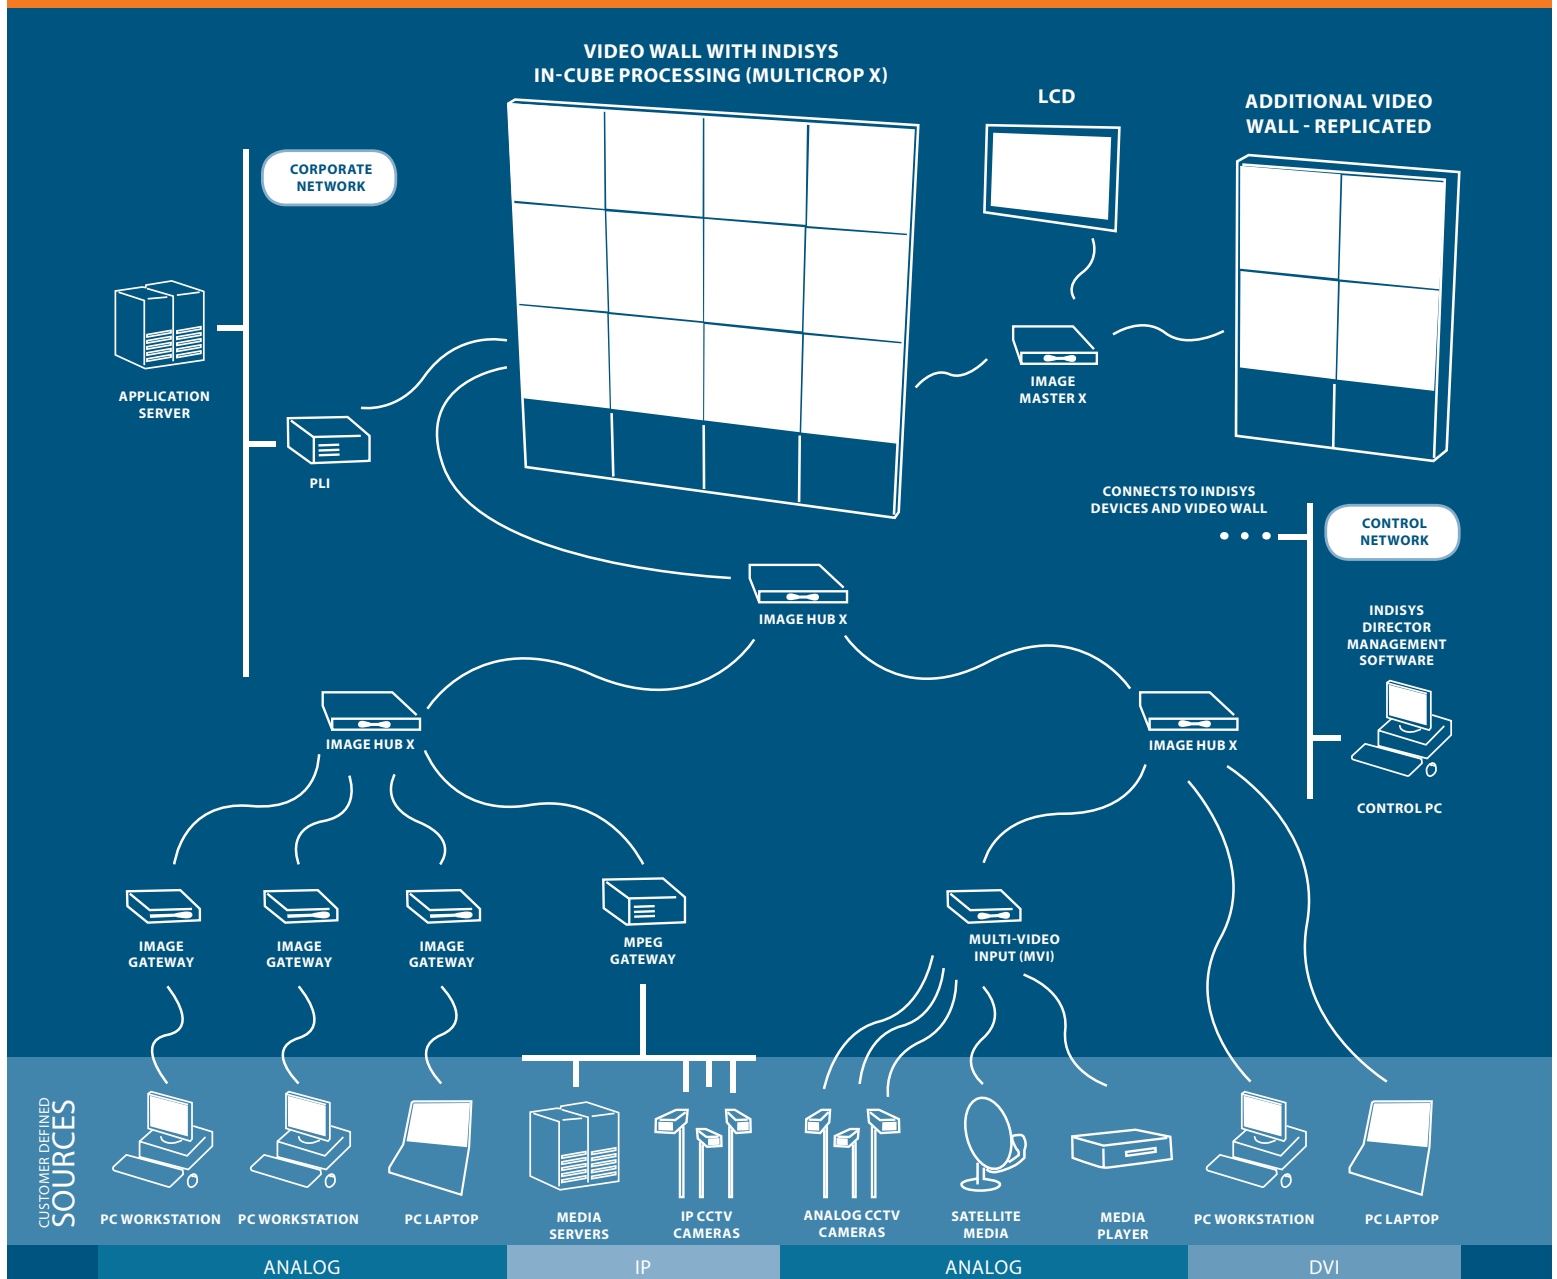 VIDEO WALL WITH INDISYS
IN-CUBE PROCESSING (MULTICROP X)
LCD
ADDITIONAL VIDEO
WALL - REPLICATED
CORPORATE
NETWORK
APPLICATION
SERVER
PLI
IMAGE
MASTER X
CONNECTS TO INDISYS
DEVICES AND VIDEO WALL
CONTROL
NETWORK
INDISYS
DIRECTOR
MANAGEMENT
SOFTWARE
CONTROL PC
IMAGE HUB X
IMAGE HUB X
IMAGE HUB X
IMAGE
GATEWAY
IMAGE
GATEWAY
IMAGE
GATEWAY
MPEG
GATEWAY
MULTI-VIDEO
INPUT (MVI)
CUSTOMER DEFINED
SOURCES
PC WORKSTATION
PC WORKSTATION
PC LAPTOP
MEDIA
SERVERS
IP CCTV
CAMERAS
ANALOG CCTV
CAMERAS
SATELLITE
MEDIA
MEDIA
PLAYER
PC WORKSTATION
PC LAPTOP
ANALOG
IP
ANALOG
DVI